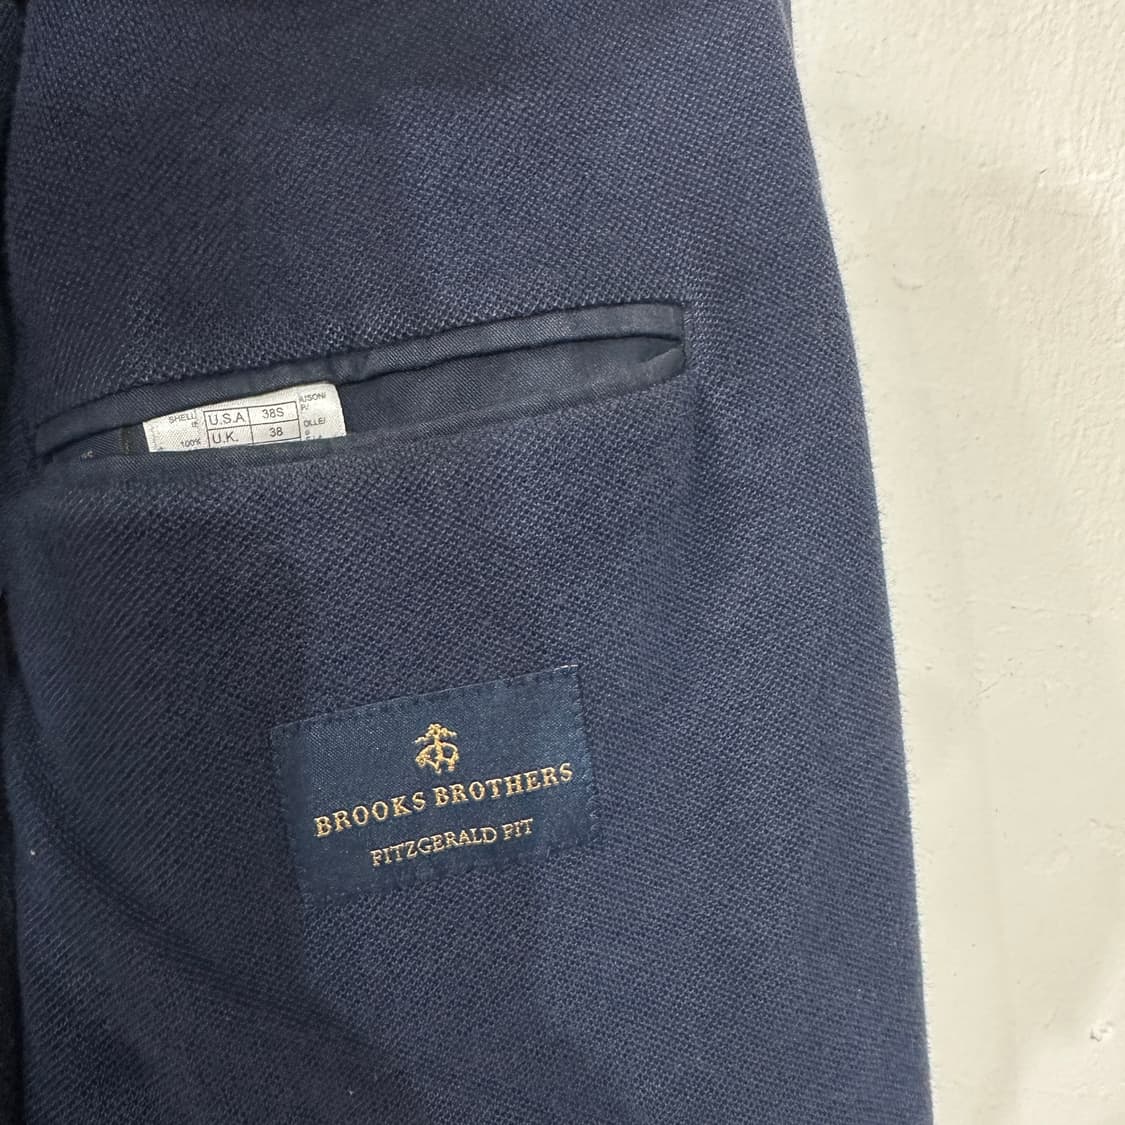 SHELL
100%
U.S.A 38S
U.K. 38
BROOKS BROTHERS
FITZGERALD FIT